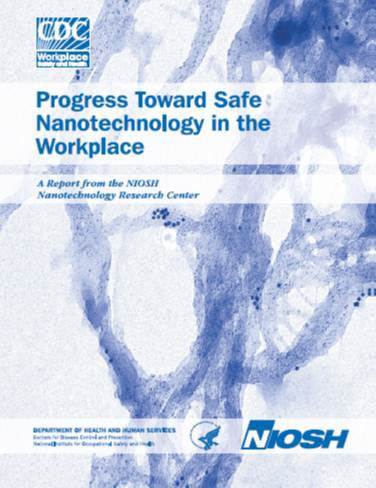 CDC
Workplace
Safety and Health
Progress Toward Safe
Nanotechnology in the
Workplace
A Report from the NIOSH
Nanotechnology Research Center
DEPARTMENT OF HEALTH AND HUMAN SERVICES
Centers for Disease Control and Prevention
National Institute for Occupational Safety and Health
NIOSH